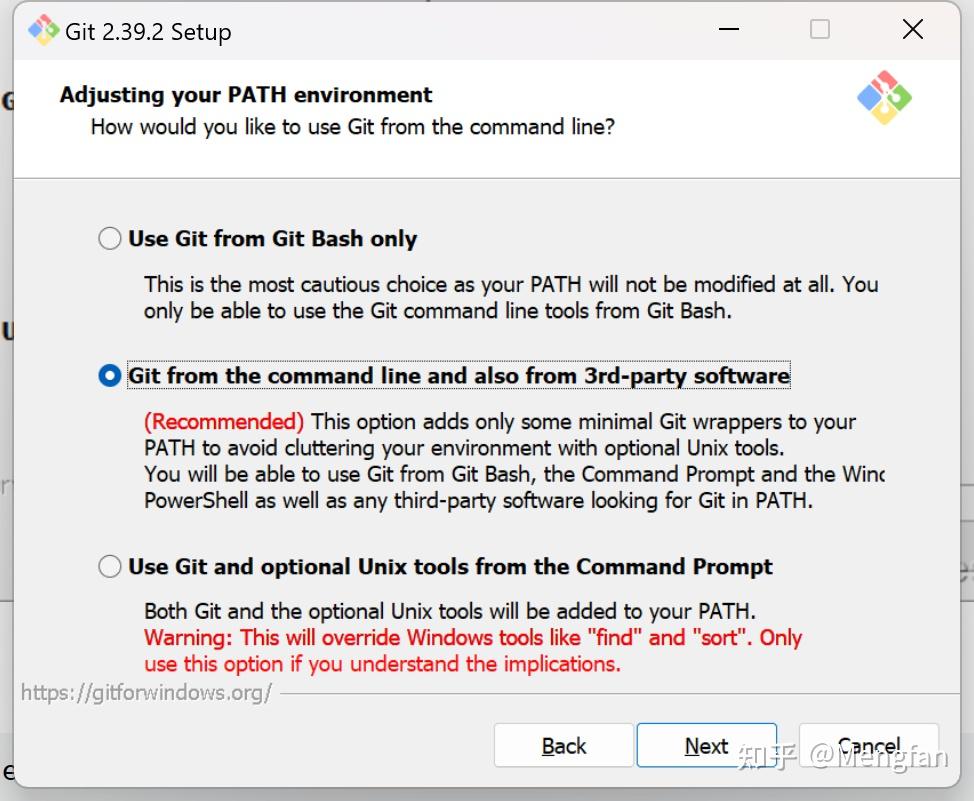 Git 2.39.2 Setup
Adjusting your PATH environment
How would you like to use Git from the command line?
Use Git from Git Bash only
This is the most cautious choice as your PATH will not be modified at all. You
only be able to use the Git command line tools from Git Bash.
Git from the command line and also from 3rd-party software
(Recommended) This option adds only some minimal Git wrappers to your
PATH to avoid cluttering your environment with optional Unix tools.
You will be able to use Git from Git Bash, the Command Prompt and the Winc
PowerShell as well as any third-party software looking for Git in PATH.
Use Git and optional Unix tools from the Command Prompt
Both Git and the optional Unix tools will be added to your PATH.
Warning: This will override Windows tools like "find" and "sort". Only
use this option if you understand the implications.
https://gitforwindows.org/
Back Next Cancel
知乎 @Mengfan